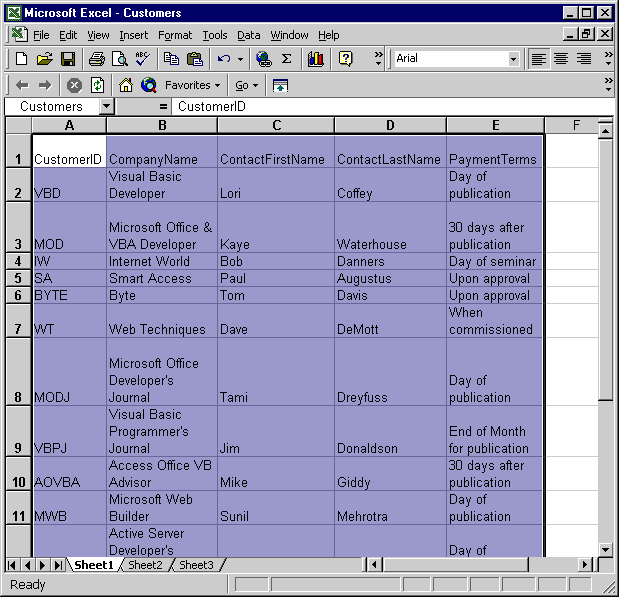 Microsoft Excel - Customers
File Edit View Insert Format Tools Data Window Help
Arial
Favorites Go
Customers = CustomerID
A B C D E F
1 CustomerID CompanyName ContactFirstName ContactLastName PaymentTerms
Visual Basic Day of
2 VBD Developer Lori Coffey publication
Microsoft Office & 30 days after
3 MOD VBA Developer Kaye Waterhouse publication
4 IW Internet World Bob Danners Day of seminar
5 SA Smart Access Paul Augustus Upon approval
6 BYTE Byte Tom Davis Upon approval
When
7 WT Web Techniques Dave DeMott commissioned
Microsoft Office
Developer's Day of
8 MODJ Journal Tami Dreyfuss publication
Visual Basic
Programmer's End of Month
9 VBPJ Journal Jim Donaldson for publication
Access Office VB 30 days after
10 AOVBA Advisor Mike Giddy publication
Microsoft Web Day of
11 MWB Builder Sunil Mehrotra publication
Active Server
Developer's Day of
Sheet1 Sheet2 Sheet3
Ready